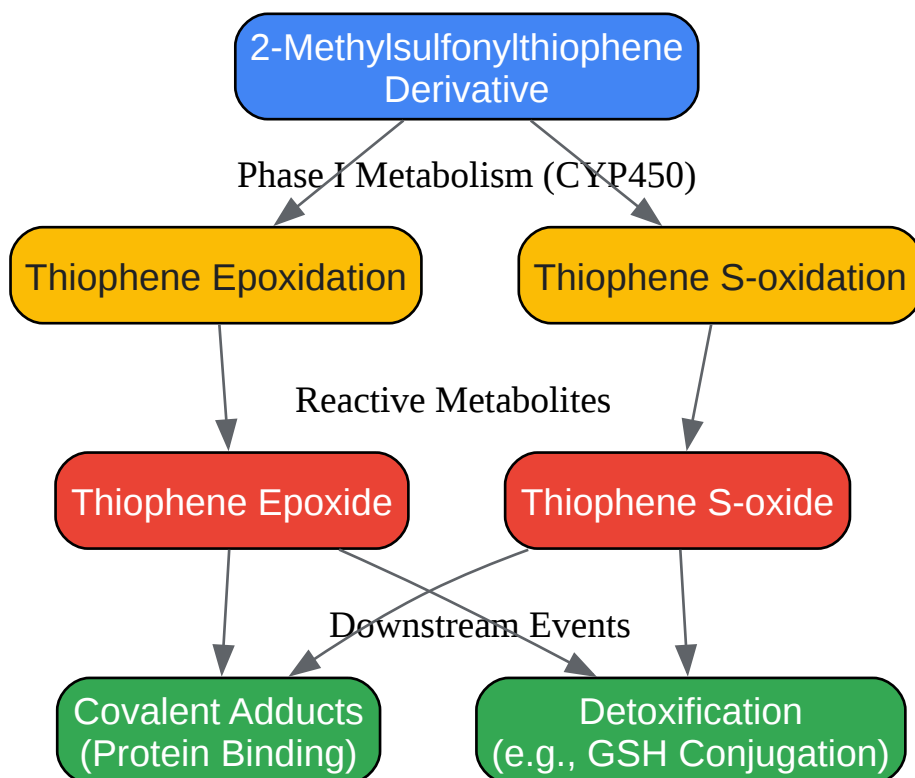 2-Methylsulfonylthiophene
Derivative
Phase I Metabolism (CYP450)
Thiophene Epoxidation
Thiophene S-oxidation
Reactive Metabolites
Thiophene Epoxide
Thiophene S-oxide
Downstream Events
Covalent Adducts
(Protein Binding)
Detoxification
(e.g., GSH Conjugation)